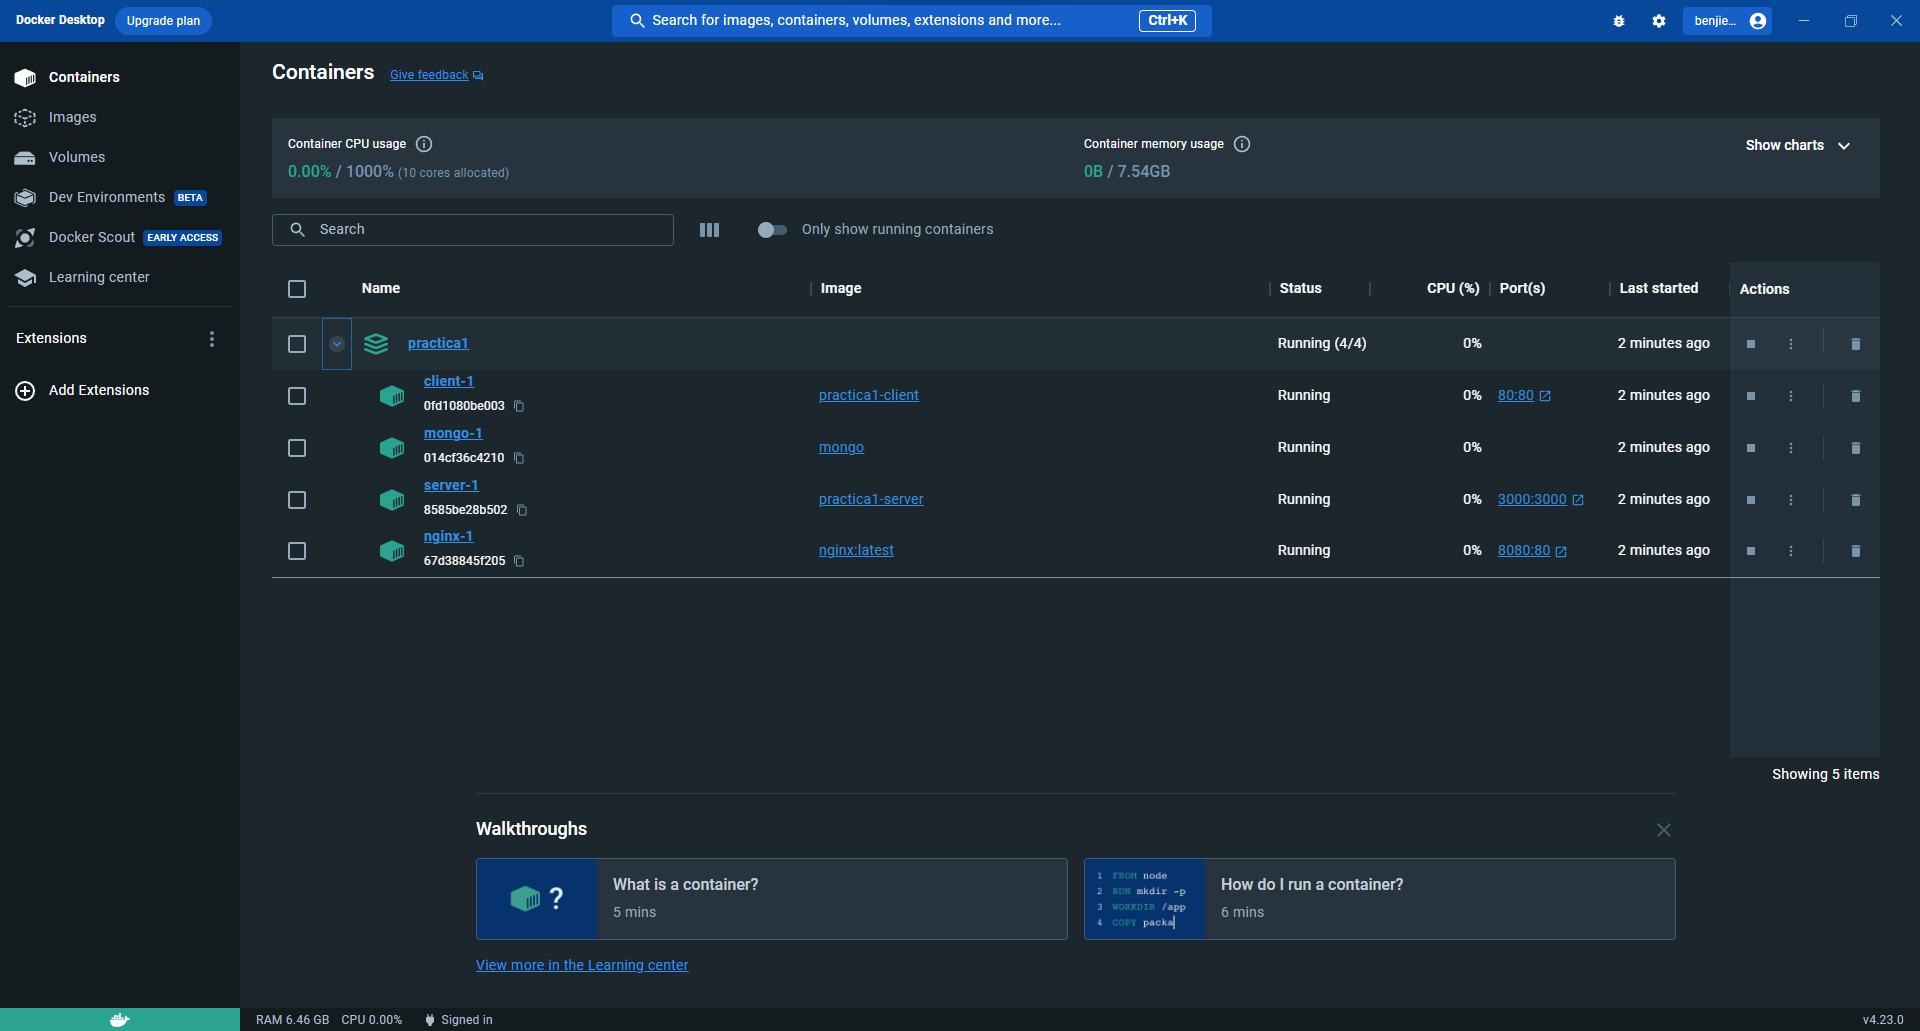 Docker Desktop
Upgrade plan
Search for images, containers, volumes, extensions and more...
Ctrl+K
benjie...
Containers
Images
Volumes
Dev Environments BETA
Docker Scout EARLY ACCESS
Learning center
Extensions
Add Extensions
Containers Give feedback
Container CPU usage
0.00% / 1000% (10 cores allocated)
Container memory usage
0B / 7.54GB
Show charts
Search
Only show running containers
Name Image Status CPU (%) Port(s) Last started Actions
practica1 Running (4/4) 0% 2 minutes ago
client-1
0fd1080be003
practica1-client Running 0% 80:80 2 minutes ago
mongo-1
014cf36c4210
mongo Running 0% 2 minutes ago
server-1
8585be28b502
practica1-server Running 0% 3000:3000 2 minutes ago
nginx-1
67d38845f205
nginx:latest Running 0% 8080:80 2 minutes ago
Showing 5 items
Walkthroughs
?
What is a container?
5 mins
1 FROM node
2 RUN mkdir -p
3 WORKDIR /app
4 COPY packa
How do I run a container?
6 mins
View more in the Learning center
RAM 6.46 GB CPU 0.00% Signed in
v4.23.0